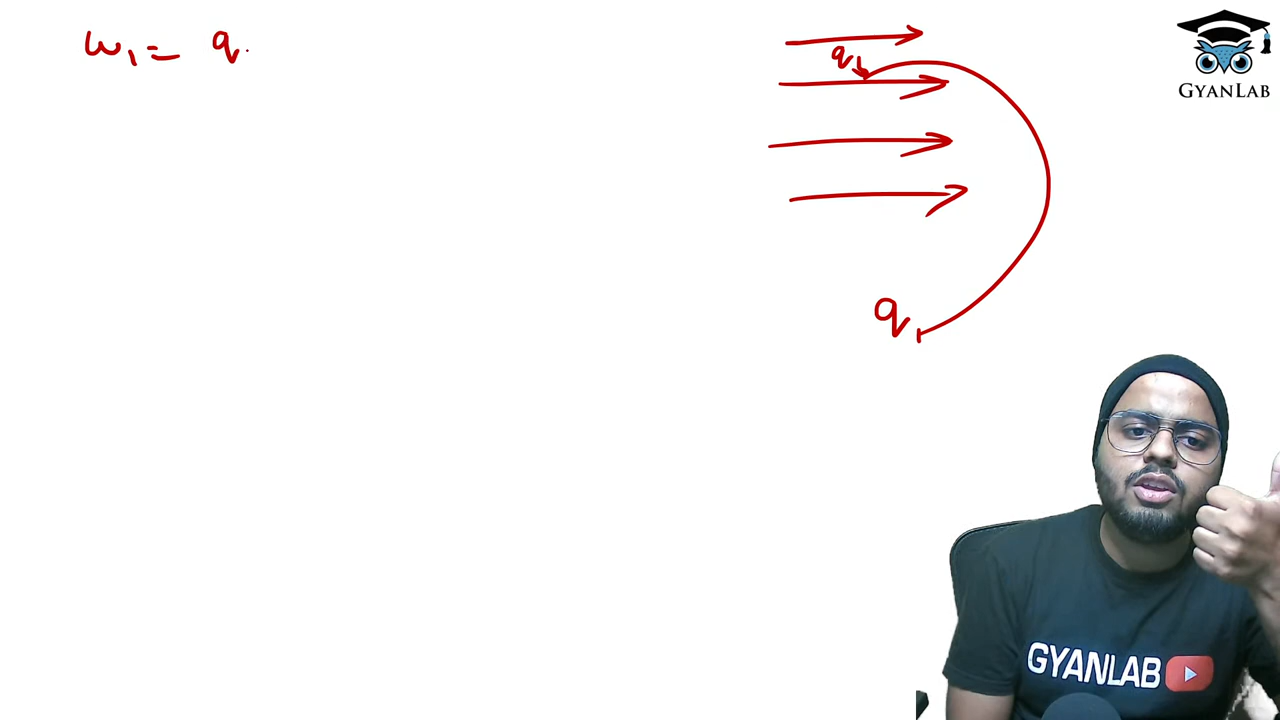 w₁ = q
q₁
q₁
GYANLAB
GYANLAB